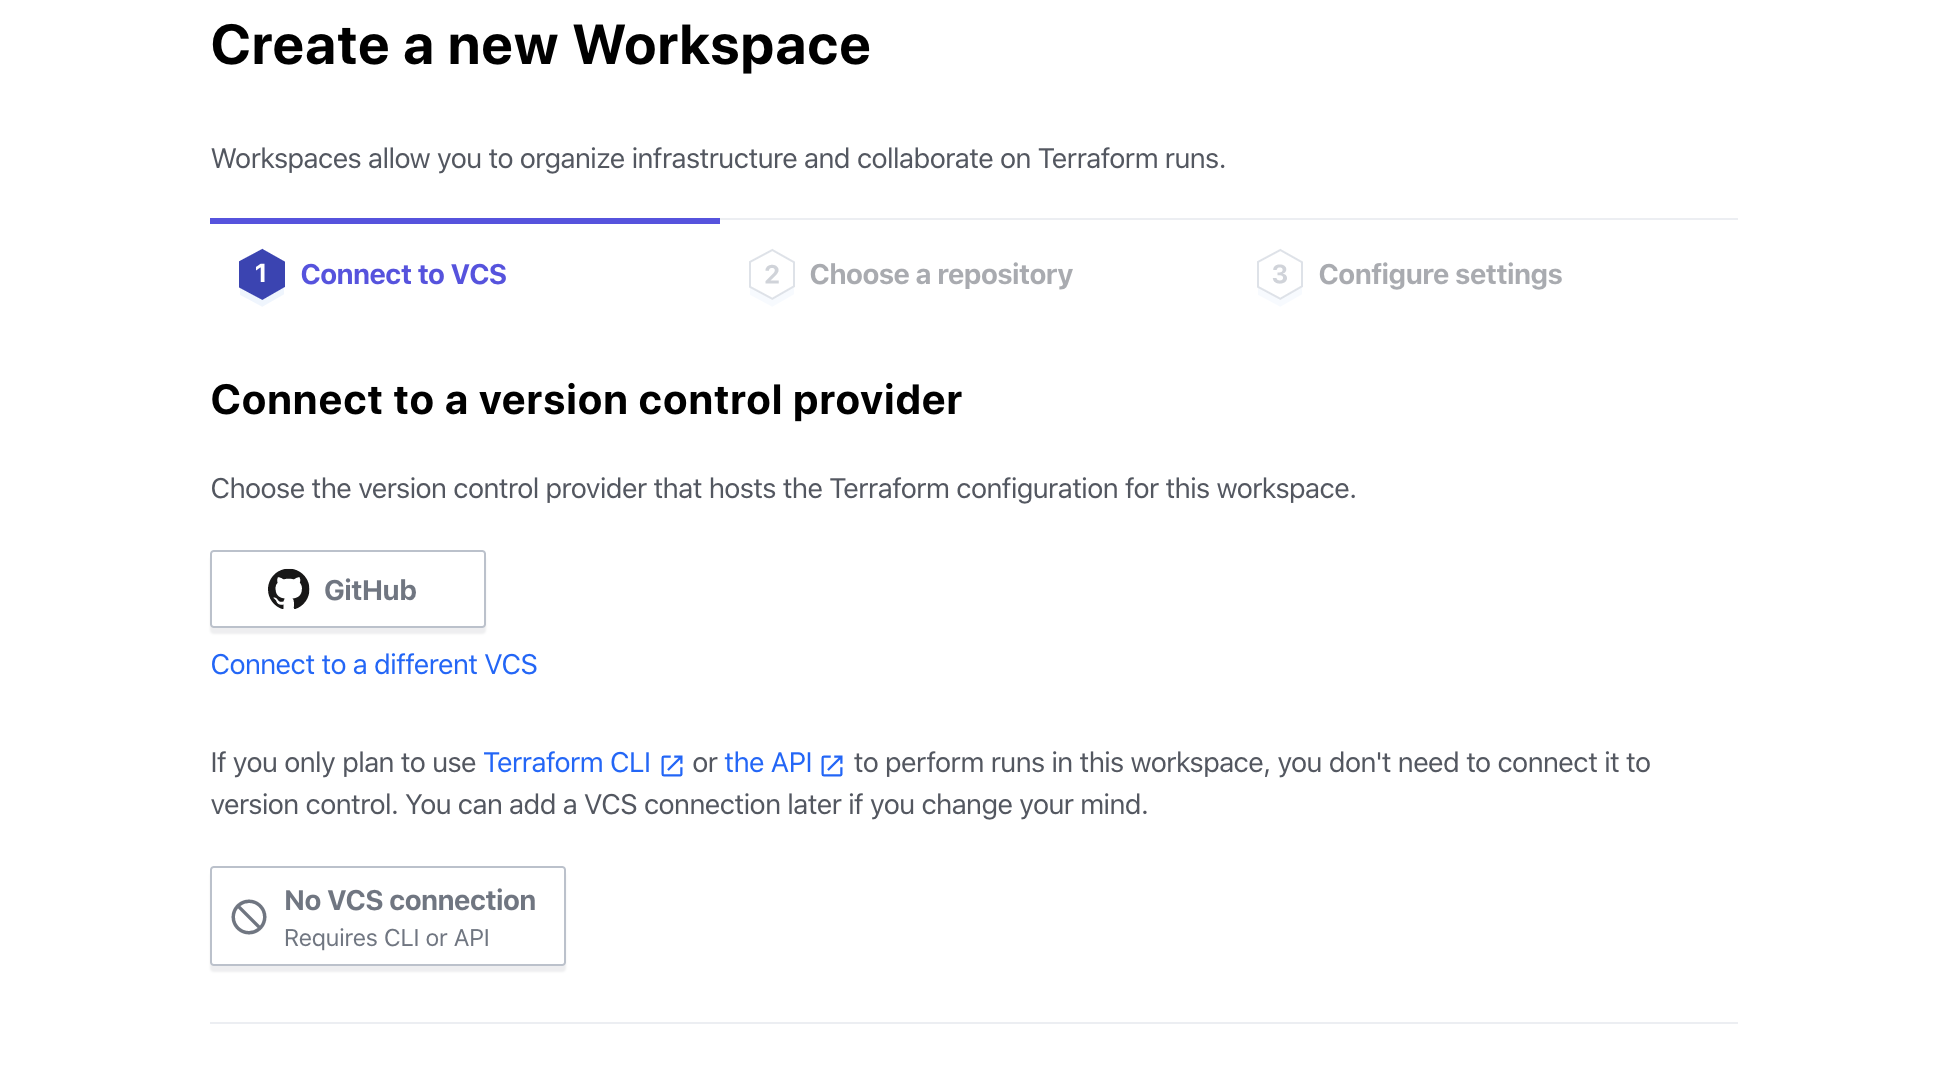 Create a new Workspace
Workspaces allow you to organize infrastructure and collaborate on Terraform runs.
1 Connect to VCS
2 Choose a repository
3 Configure settings
Connect to a version control provider
Choose the version control provider that hosts the Terraform configuration for this workspace.
GitHub
Connect to a different VCS
If you only plan to use Terraform CLI or the API to perform runs in this workspace, you don't need to connect it to
version control. You can add a VCS connection later if you change your mind.
No VCS connection
Requires CLI or API